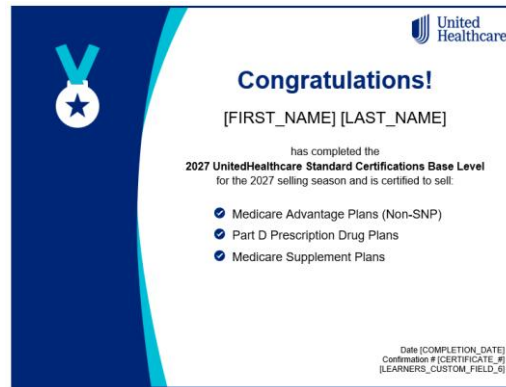 United
Healthcare
Congratulations!
[FIRST_NAME] [LAST_NAME]
has completed the
2027 UnitedHealthcare Standard Certifications Base Level
for the 2027 selling season and is certified to sell:
Medicare Advantage Plans (Non-SNP)
Part D Prescription Drug Plans
Medicare Supplement Plans
Date [COMPLETION_DATE]
Confirmation # [CERTIFICATE_#]
[LEARNERS_CUSTOM_FIELD_6]